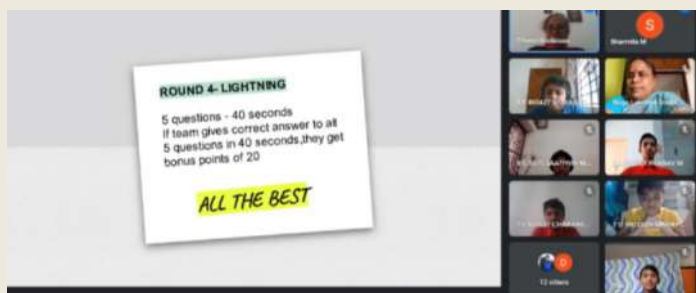 ROUND 4- LIGHTNING
5 questions - 40 seconds
If team gives correct answer to all
5 questions in 40 seconds,they get
bonus points of 20
ALL THE BEST
S
Sharmila M
D
12 others